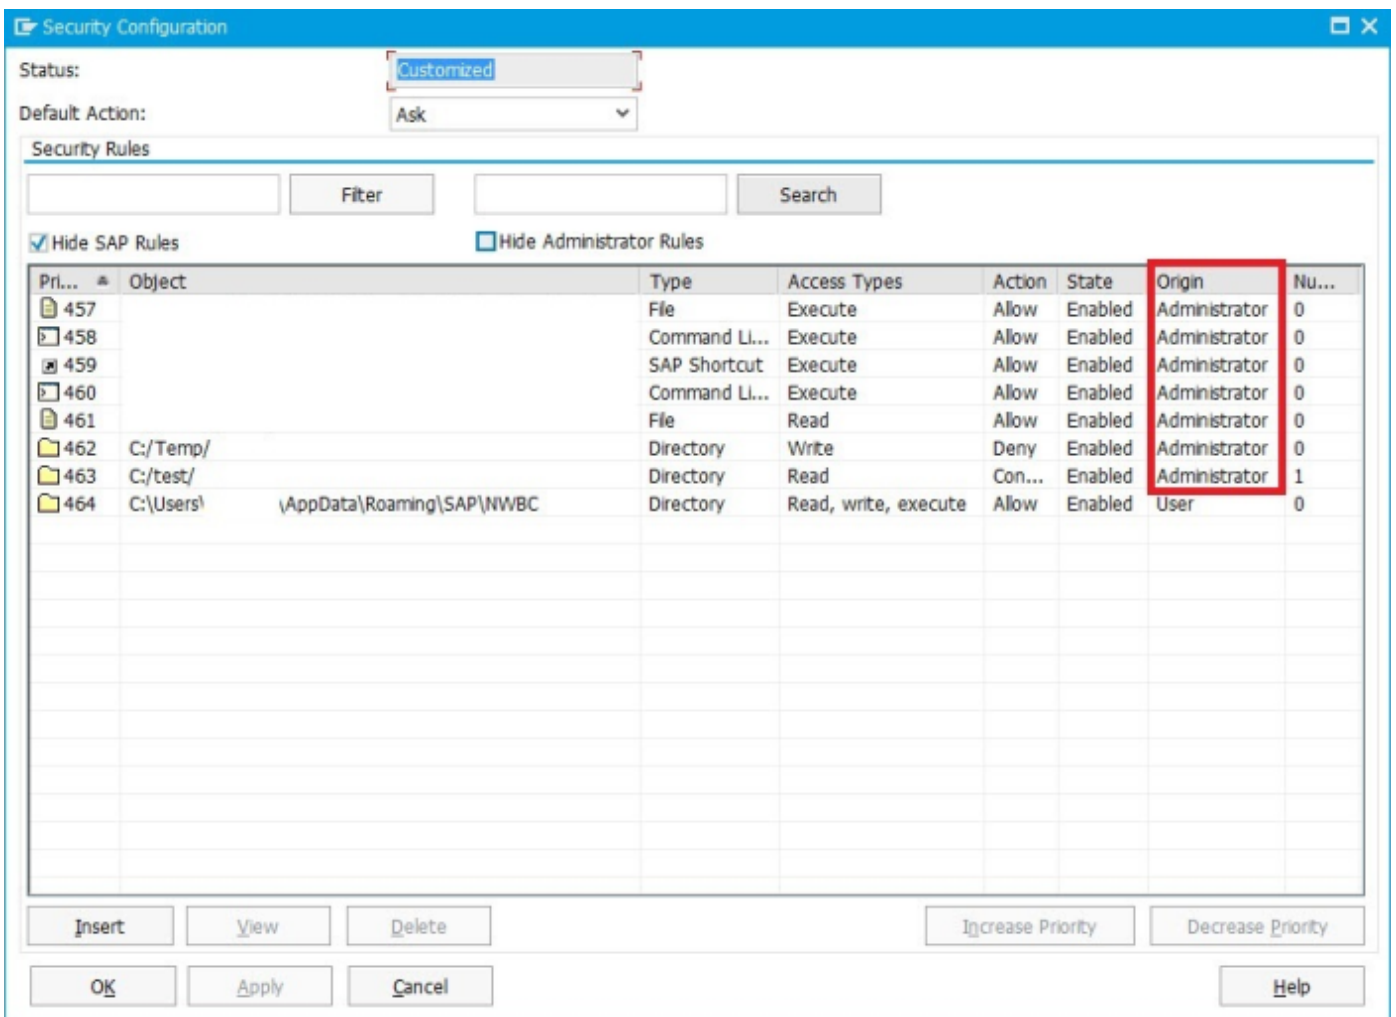 Security Configuration
Status: Customized
Default Action: Ask
Security Rules
Filter Search
Hide SAP Rules Hide Administrator Rules
Pri... Object Type Access Types Action State Origin Nu...
457 File Execute Allow Enabled Administrator 0
458 Command Li... Execute Allow Enabled Administrator 0
459 SAP Shortcut Execute Allow Enabled Administrator 0
460 Command Li... Execute Allow Enabled Administrator 0
461 File Read Allow Enabled Administrator 0
462 C:/Temp/ Directory Write Deny Enabled Administrator 0
463 C:/test/ Directory Read Con... Enabled Administrator 1
464 C:\Users\ \AppData\Roaming\SAP\NWBC Directory Read, write, execute Allow Enabled User 0
Insert View Delete Increase Priority Decrease Priority
OK Apply Cancel Help